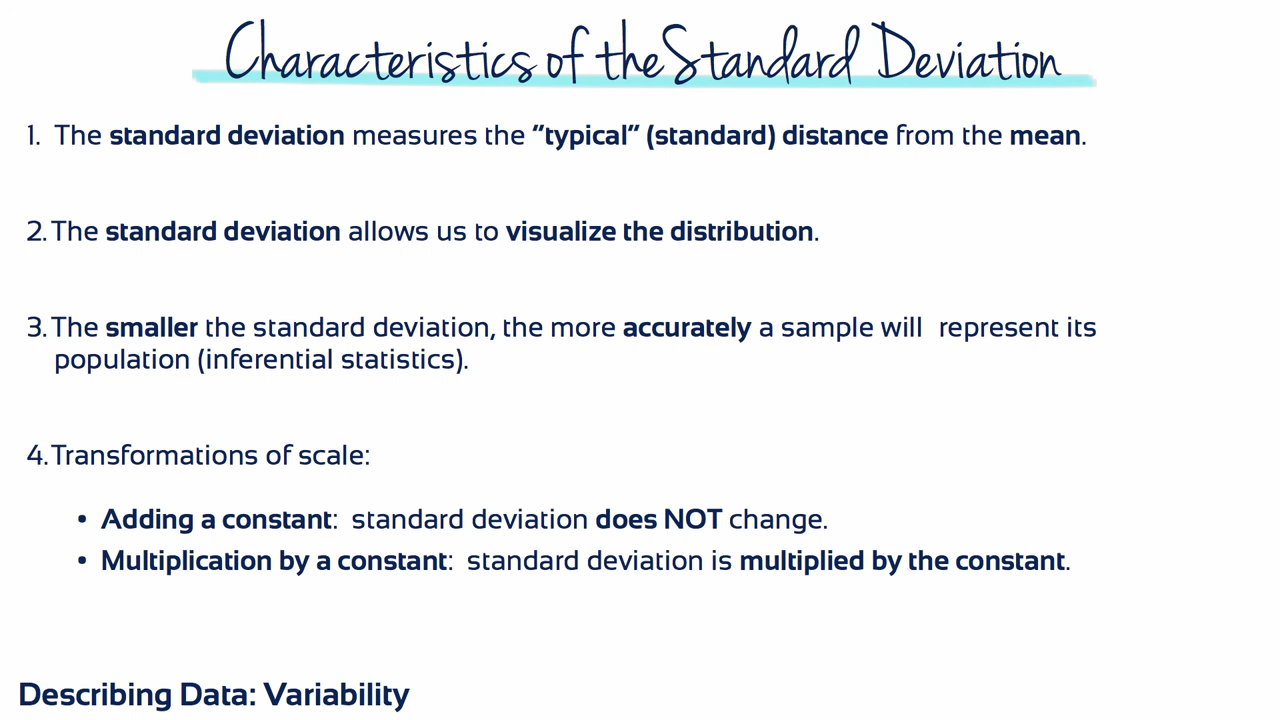 Characteristics of the Standard Deviation
1. The standard deviation measures the “typical” (standard) distance from the mean.
2. The standard deviation allows us to visualize the distribution.
3. The smaller the standard deviation, the more accurately a sample will represent its
population (inferential statistics).
4. Transformations of scale:
• Adding a constant: standard deviation does NOT change.
• Multiplication by a constant: standard deviation is multiplied by the constant.
Describing Data: Variability